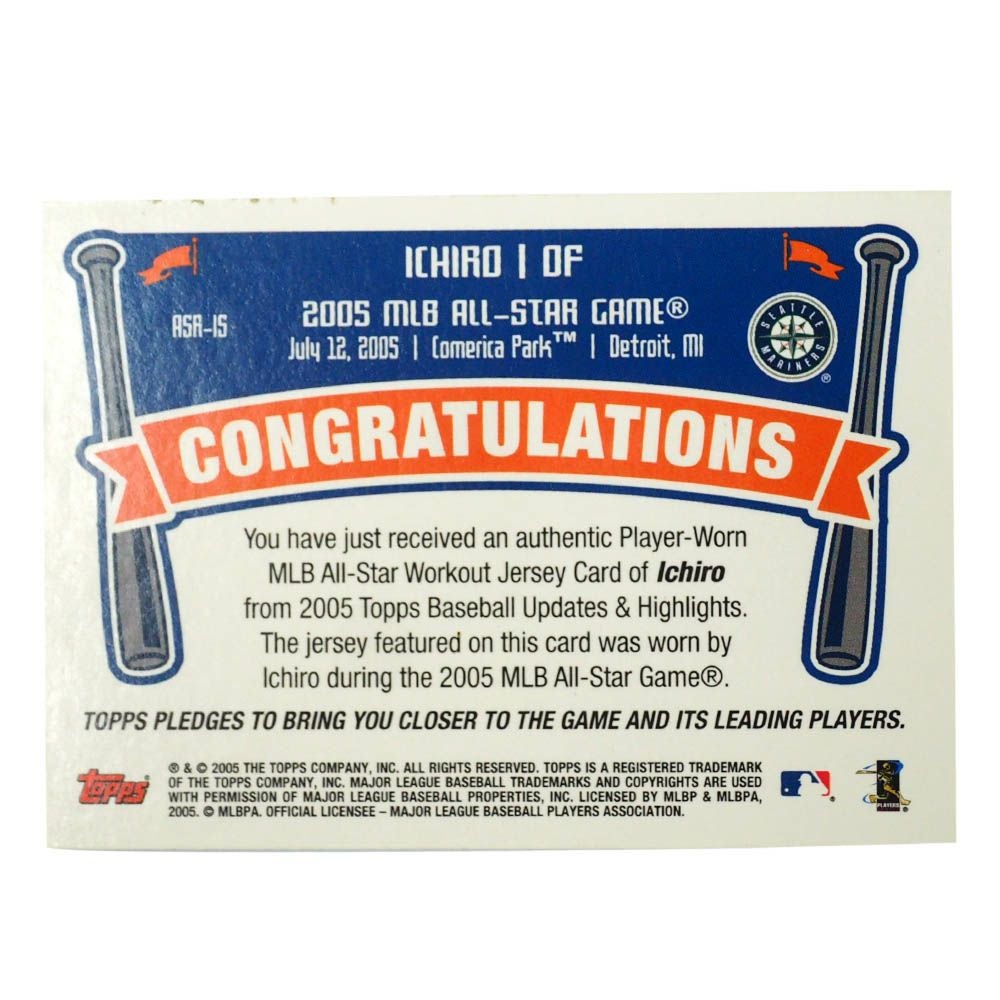 ICHIRO | OF
ASR-IS
2005 MLB ALL-STAR GAME®
July 12, 2005 | Comerica Park™ | Detroit, MI
SEATTLE
MARINERS
®
CONGRATULATIONS
You have just received an authentic Player-Worn
MLB All-Star Workout Jersey Card of Ichiro
from 2005 Topps Baseball Updates & Highlights.
The jersey featured on this card was worn by
Ichiro during the 2005 MLB All-Star Game®.
TOPPS PLEDGES TO BRING YOU CLOSER TO THE GAME AND ITS LEADING PLAYERS.
topps
® & © 2005 THE TOPPS COMPANY, INC. ALL RIGHTS RESERVED. TOPPS IS A REGISTERED TRADEMARK
OF THE TOPPS COMPANY, INC. MAJOR LEAGUE BASEBALL TRADEMARKS AND COPYRIGHTS ARE USED
WITH PERMISSION OF MAJOR LEAGUE BASEBALL PROPERTIES, INC. LICENSED BY MLBP & MLBPA,
2005. © MLBPA. OFFICIAL LICENSEE – MAJOR LEAGUE BASEBALL PLAYERS ASSOCIATION.
PLAYERS